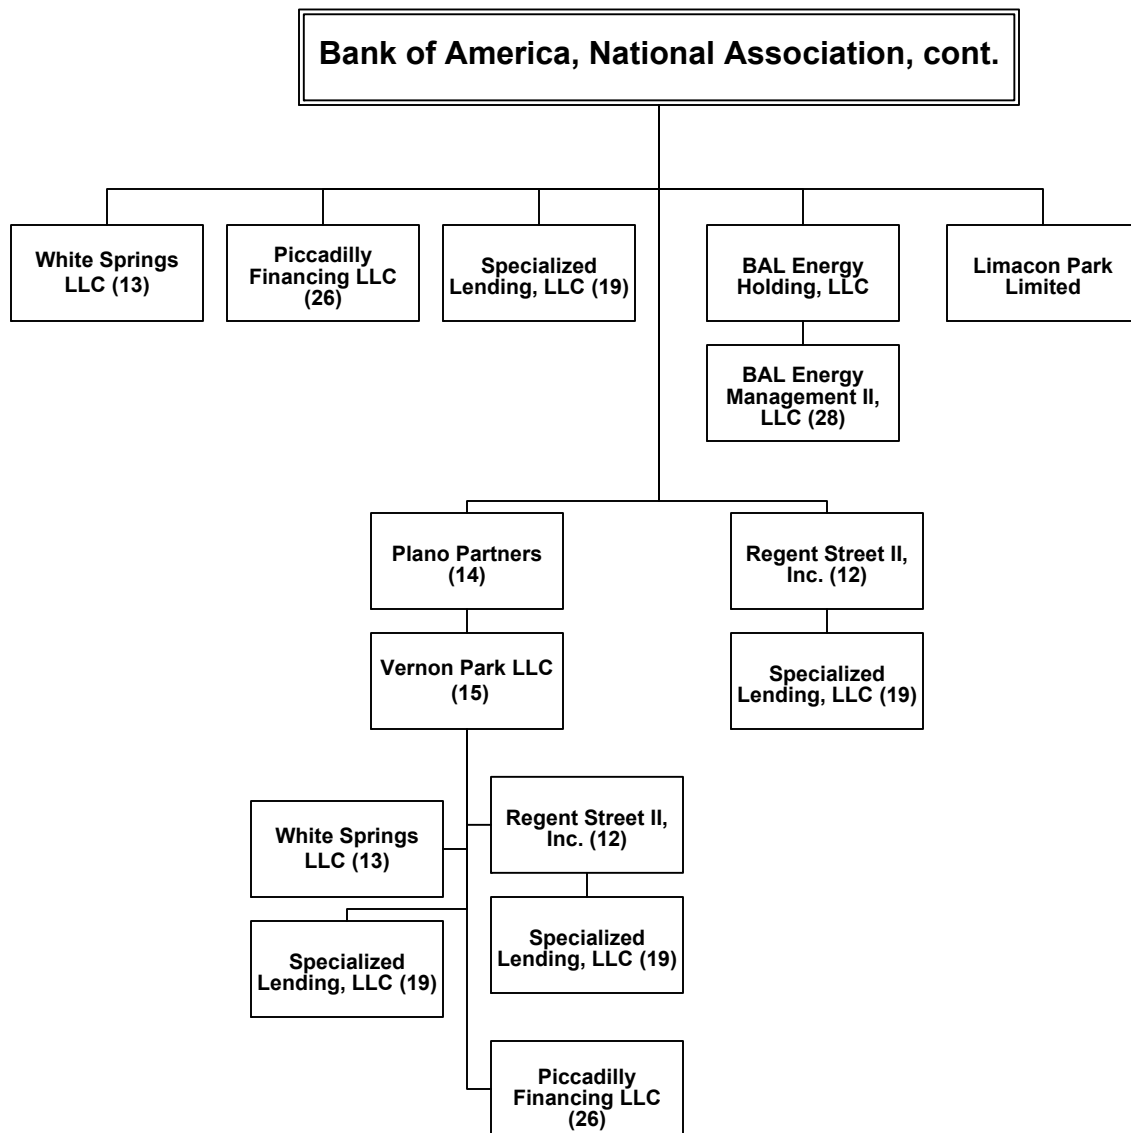 Bank of America, National Association, cont.
White Springs
LLC (13)
Piccadilly
Financing LLC
(26)
Specialized
Lending, LLC (19)
BAL Energy
Holding, LLC
Limacon Park
Limited
BAL Energy
Management II,
LLC (28)
Plano Partners
(14)
Regent Street II,
Inc. (12)
Vernon Park LLC
(15)
Specialized
Lending, LLC (19)
White Springs
LLC (13)
Regent Street II,
Inc. (12)
Specialized
Lending, LLC (19)
Specialized
Lending, LLC (19)
Piccadilly
Financing LLC
(26)